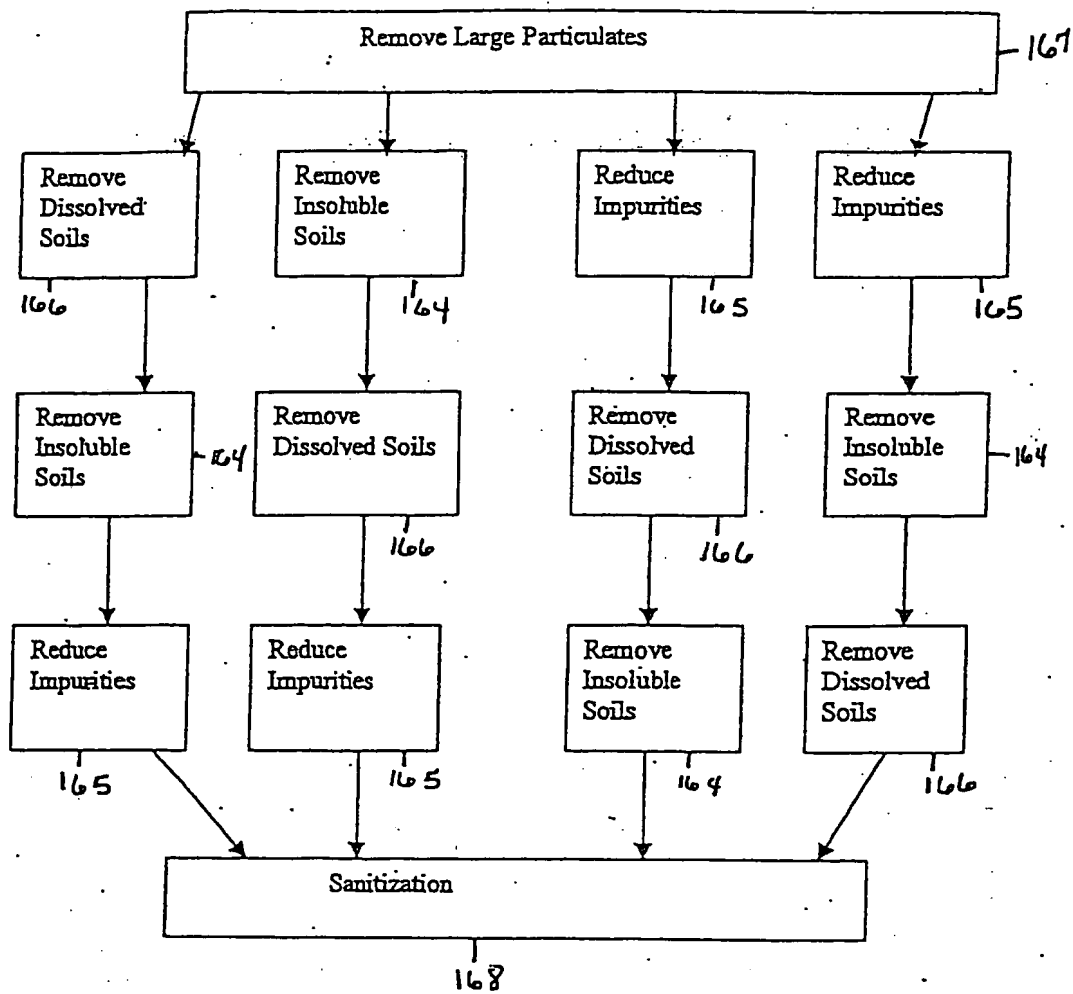 Remove Large Particulates
167
Remove
Dissolved
Soils
166
Remove
Insoluble
Soils
164
Reduce
Impurities
165
Reduce
Impurities
165
Remove
Insoluble
Soils
164
Remove
Dissolved Soils
166
Remove
Dissolved
Soils
166
Remove
Insoluble
Soils
164
Reduce
Impurities
165
Reduce
Impurities
165
Remove
Insoluble
Soils
164
Remove
Dissolved
Soils
166
Sanitization
168